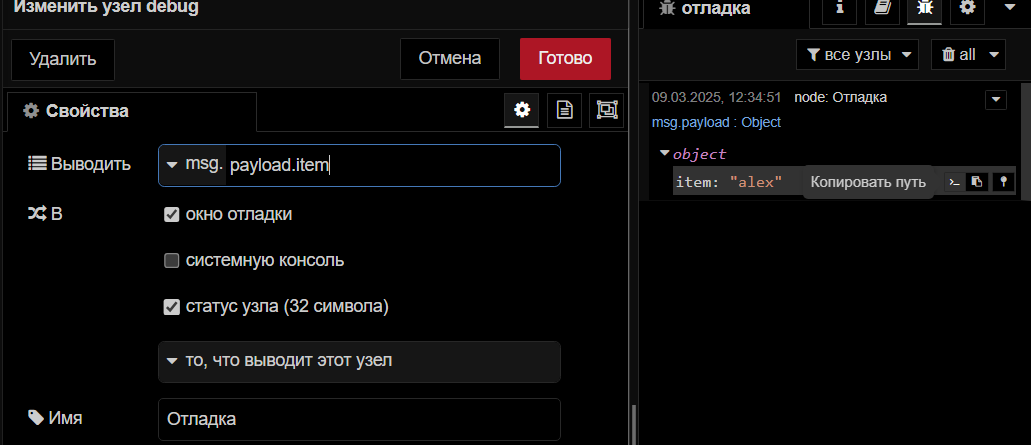 Изменить узел debug
Удалить
Отмена
Готово
Свойства
Выводить
msg. payload.item
В
окно отладки
системную консоль
статус узла (32 символа)
то, что выводит этот узел
Имя
Отладка
отладка
все узлы
all
09.03.2025, 12:34:51 node: Отладка
msg.payload : Object
object
item: "alex"
Копировать путь